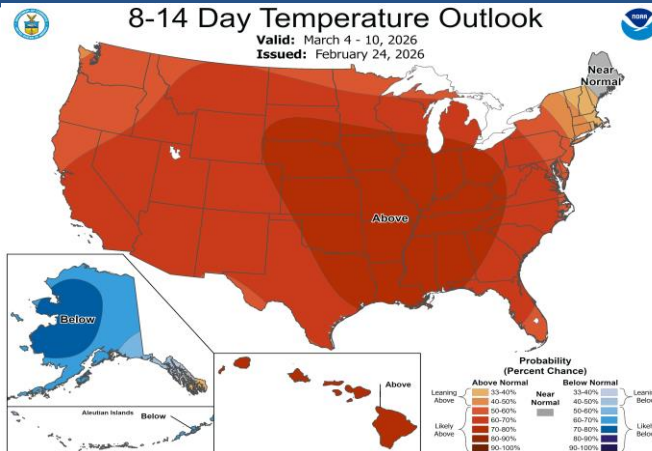 8-14 Day Temperature Outlook
Valid: March 4 - 10, 2026
Issued: February 24, 2026
NOAA
Near
Normal
Above
Below
Aleutian Islands
Below
Above
Probability
(Percent Chance)
Above Normal
Below Normal
Leaning
Above
33-40%
40-50%
Near
Normal
33-40%
40-50%
Likely
Above
50-60%
60-70%
70-80%
80-90%
90-100%
50-60%
60-70%
70-80%
80-90%
90-100%
Likel